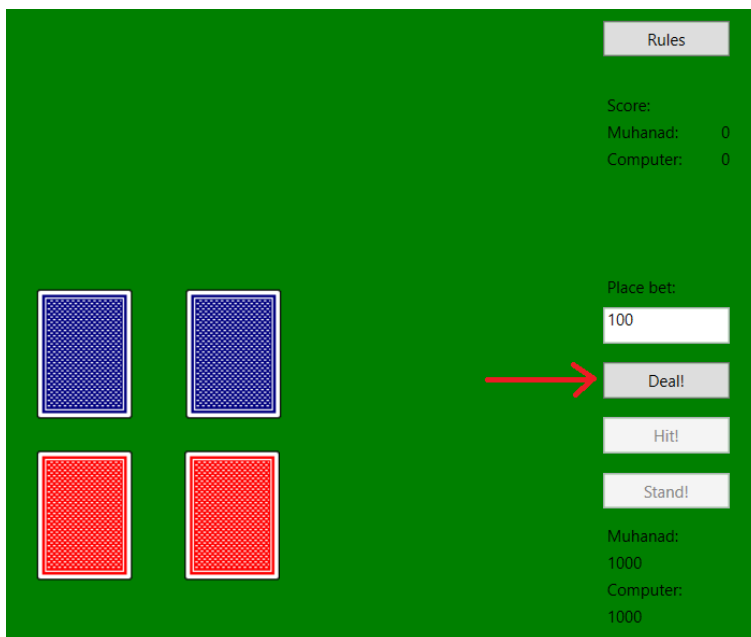 Rules
Score:
Muhanad: 0
Computer: 0
Place bet:
100
Deal!
Hit!
Stand!
Muhanad:
1000
Computer:
1000